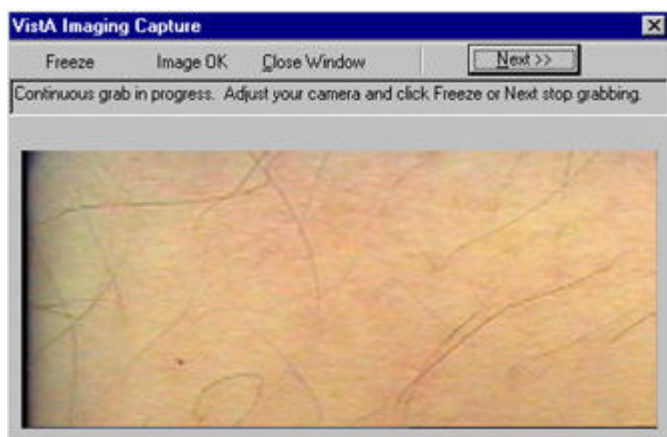 VistA Imaging Capture
Freeze Image OK Close Window Next >>
Continuous grab in progress. Adjust your camera and click Freeze or Next stop grabbing.